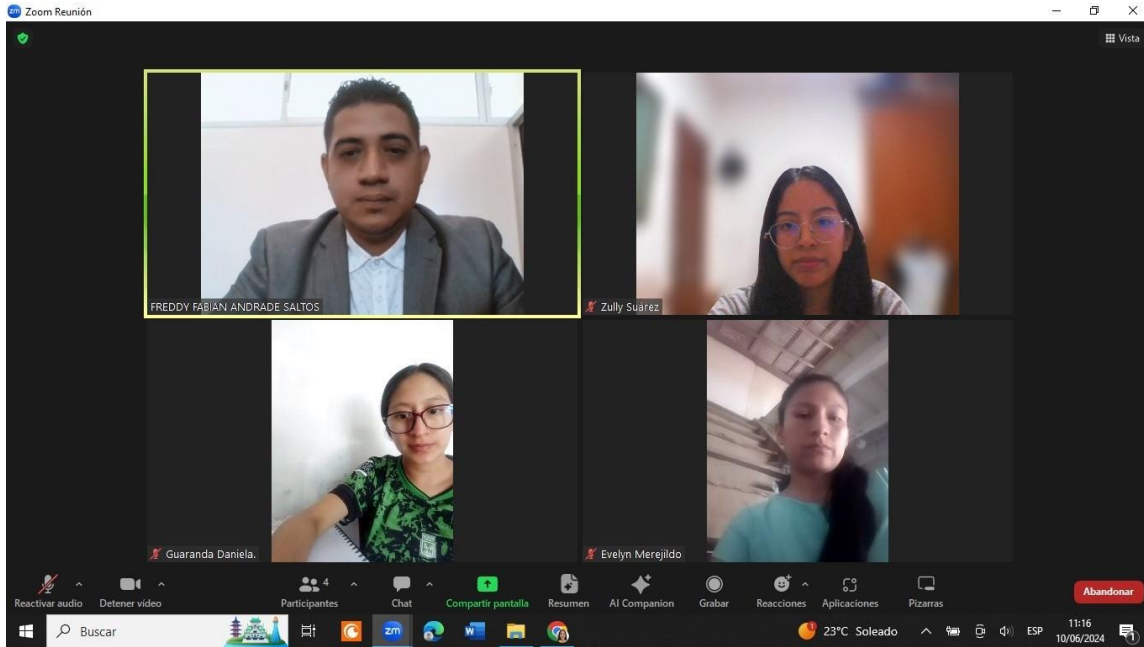 Zoom Reunión
Vista
FREDDY FABIAN ANDRADE SALTOS
Zully Suárez
Guaranda Daniela.
Evelyn Merejildo
Reactivar audio
Detener vídeo
4
Participantes
Chat
Compartir pantalla
Resumen
AI Companion
Grabar
Reacciones
Aplicaciones
Pizarras
Abandonar
Buscar
zm
23°C Soleado
ESP
11:16
10/06/2024